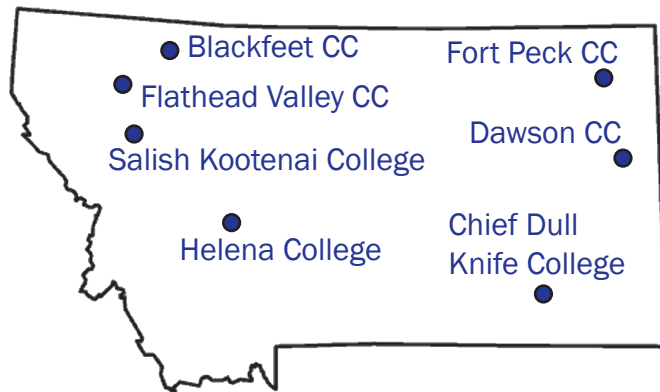 Blackfeet CC
Fort Peck CC
Flathead Valley CC
Dawson CC
Salish Kootenai College
Chief Dull
Knife College
Helena College